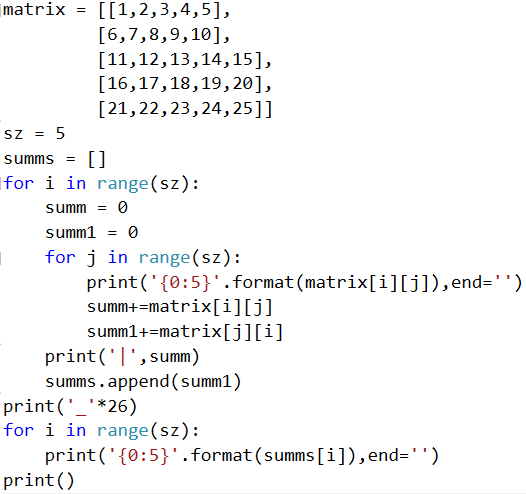 matrix = [[1,2,3,4,5],
         [6,7,8,9,10],
         [11,12,13,14,15],
         [16,17,18,19,20],
         [21,22,23,24,25]]
sz = 5
summs = []
for i in range(sz):
    summ = 0
    summ1 = 0
    for j in range(sz):
        print('{0:5}'.format(matrix[i][j]),end='')
        summ+=matrix[i][j]
        summ1+=matrix[j][i]
    print('|',summ)
    summs.append(summ1)
print('_'*26)
for i in range(sz):
    print('{0:5}'.format(summs[i]),end='')
print()